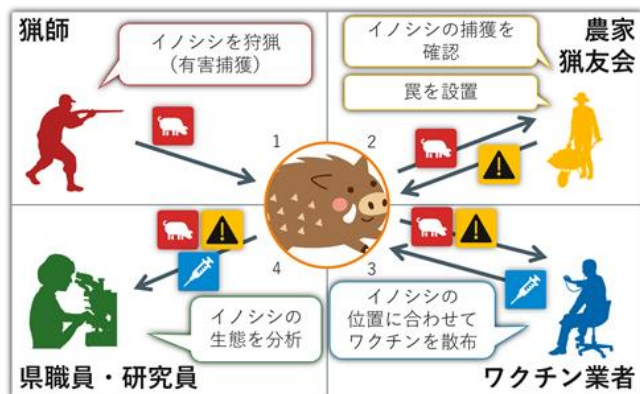 猟師
イノシシを狩猟
(有害捕獲)
1
イノシシの捕獲を
確認
罠を設置
農家
猟友会
2
4
イノシシの
生態を分析
県職員・研究員
3
イノシシの
位置に合わせて
ワクチンを散布
ワクチン業者